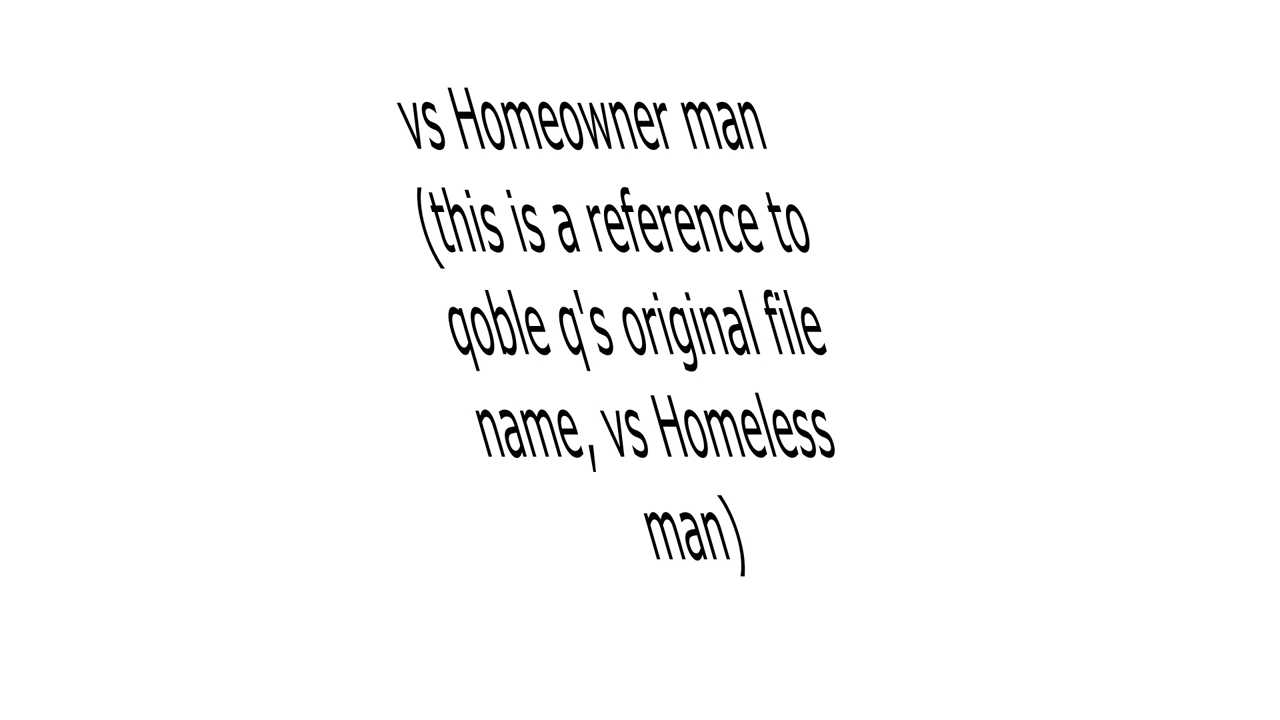 vs Homeowner man
(this is a reference to
qoble q's original file
name, vs Homeless
man)